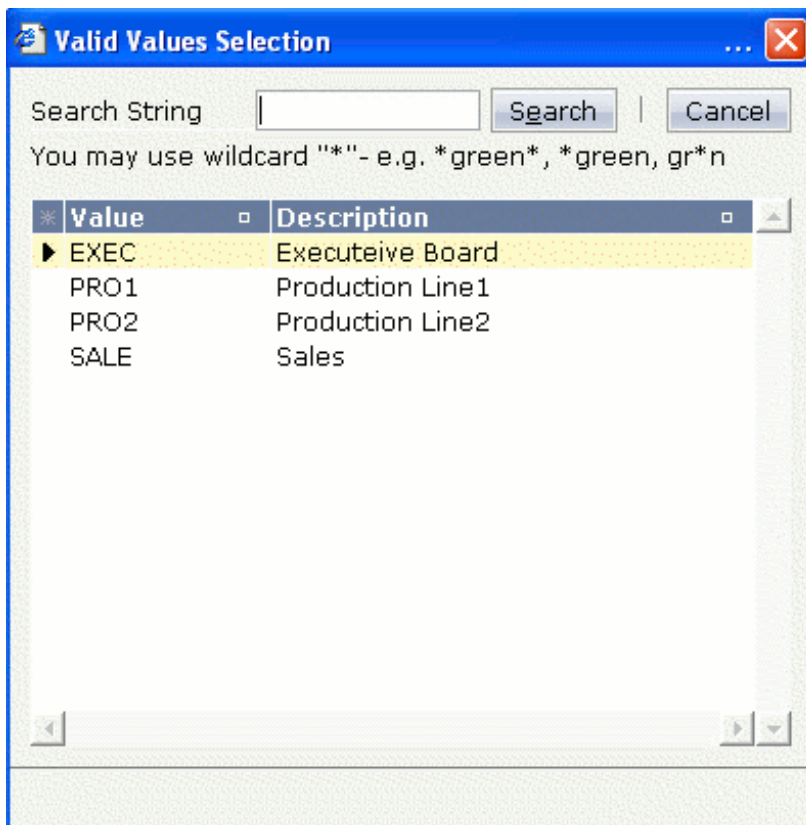 Valid Values Selection ...
Search String Search | Cancel
You may use wildcard "*"- e.g. *green*, *green, gr*n
Value Description
EXEC Executeive Board
PRO1 Production Line1
PRO2 Production Line2
SALE Sales